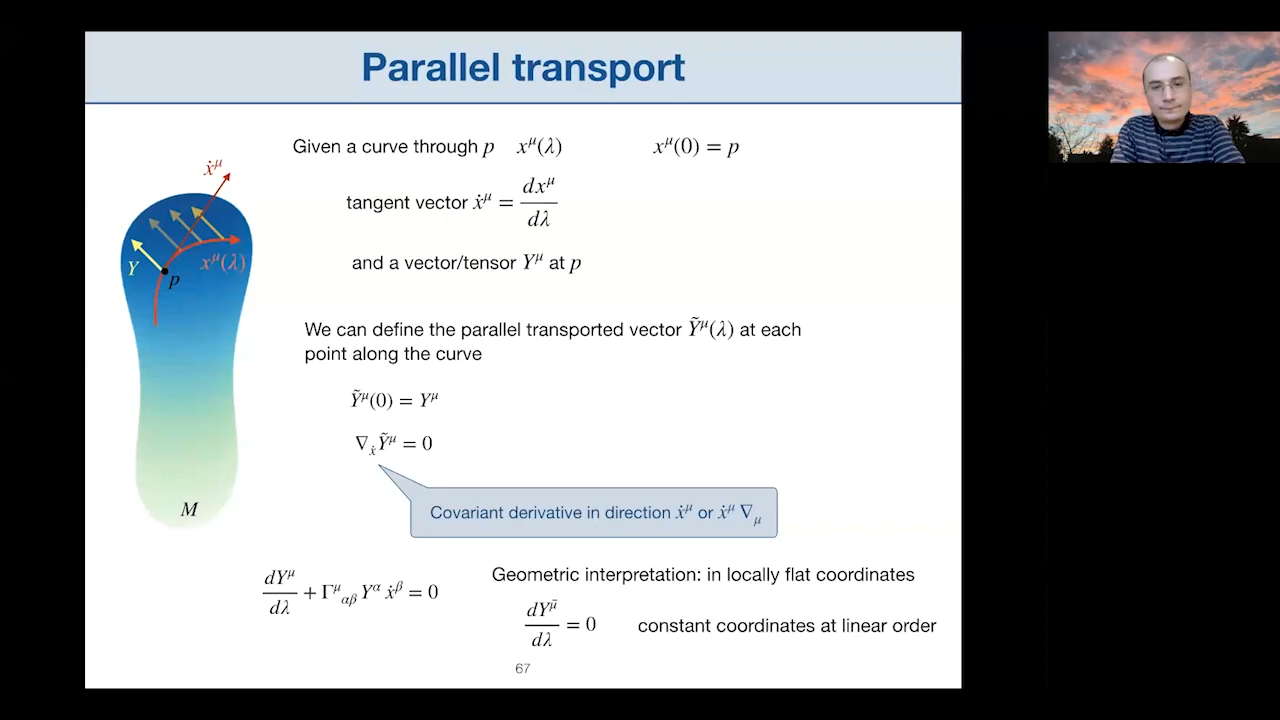 Parallel transport
Given a curve through p x^μ(λ) x^μ(0) = p
ẋ^μ
tangent vector ẋ^μ = dx^μ/dλ
Y
x^μ(λ)
p
and a vector/tensor Y^μ at p
We can define the parallel transported vector Ỹ^μ(λ) at each
point along the curve
Ỹ^μ(0) = Y^μ
∇_ẋ Ỹ^μ = 0
M
Covariant derivative in direction ẋ^μ or ẋ^μ ∇_μ
dY^μ/dλ + Γ^μ_αβ Y^α ẋ^β = 0
Geometric interpretation: in locally flat coordinates
dY^μ̄/dλ = 0 constant coordinates at linear order
67